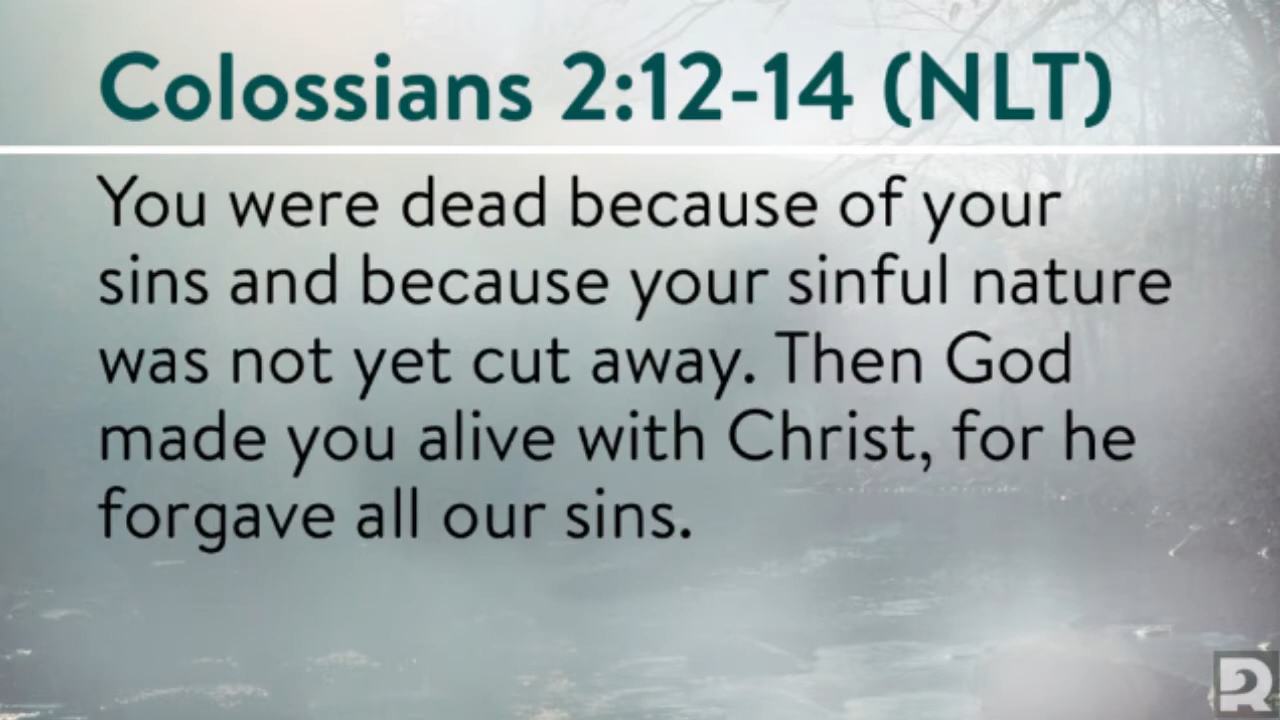 Colossians 2:12-14 (NLT)
You were dead because of your
sins and because your sinful nature
was not yet cut away. Then God
made you alive with Christ, for he
forgave all our sins.